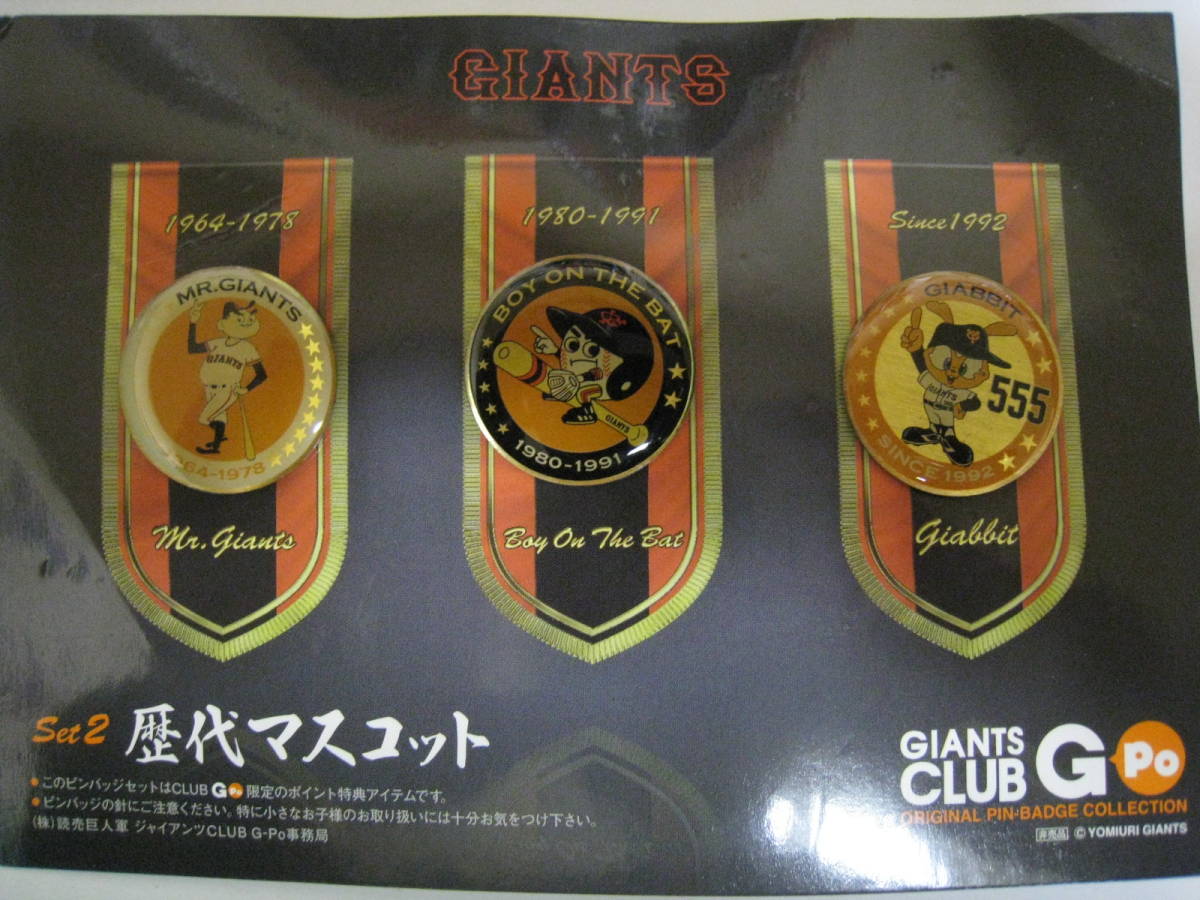 GIANTS
1964-1978
MR.GIANTS
GIANTS
64-1978
Mr. Giants
1980-1991
BOY ON THE BAT
GIANTS
1980-1991
Boy On The Bat
Since 1992
GIABBIT
GIANTS
555
SINCE 1992
Giabbit
Set 2 歴代マスコット
●このピンバッジセットはCLUB G-Po 限定のポイント特典アイテムです。
●ピンバッジの針にご注意ください。特に小さなお子様のお取り扱いには十分お気をつけ下さい。
(株)読売巨人軍 ジャイアンツCLUB G-Po事務局
GIANTS
CLUB G-Po
ORIGINAL PIN-BADGE COLLECTION
非売品 © YOMIURI GIANTS